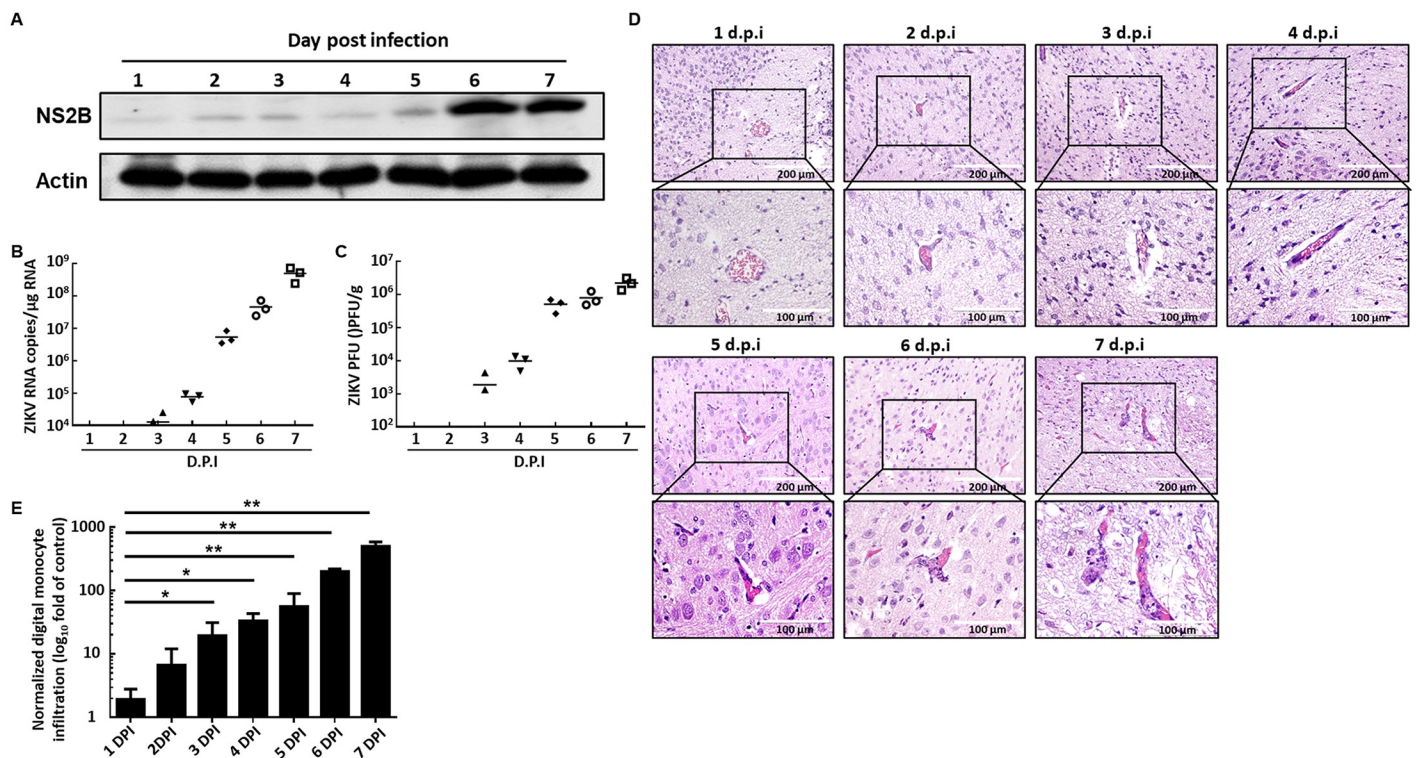 A
Day post infection
1 2 3 4 5 6 7
NS2B
Actin
B
ZIKV RNA copies/µg RNA
10⁹
10⁸
10⁷
10⁶
10⁵
10⁴
1 2 3 4 5 6 7
D.P.I
C
ZIKV PFU ()PFU/g
10⁷
10⁶
10⁵
10⁴
10³
10²
1 2 3 4 5 6 7
D.P.I
D
1 d.p.i 2 d.p.i 3 d.p.i 4 d.p.i
200 µm 200 µm 200 µm 200 µm
100 µm 100 µm 100 µm 100 µm
5 d.p.i 6 d.p.i 7 d.p.i
200 µm 200 µm 200 µm
100 µm 100 µm 100 µm
E
Normalized digital monocyte
infiltration (log₁₀ fold of control)
1000
100
10
1
**
**
**
*
*
1 DPI 2DPI 3 DPI 4 DPI 5 DPI 6 DPI 7 DPI